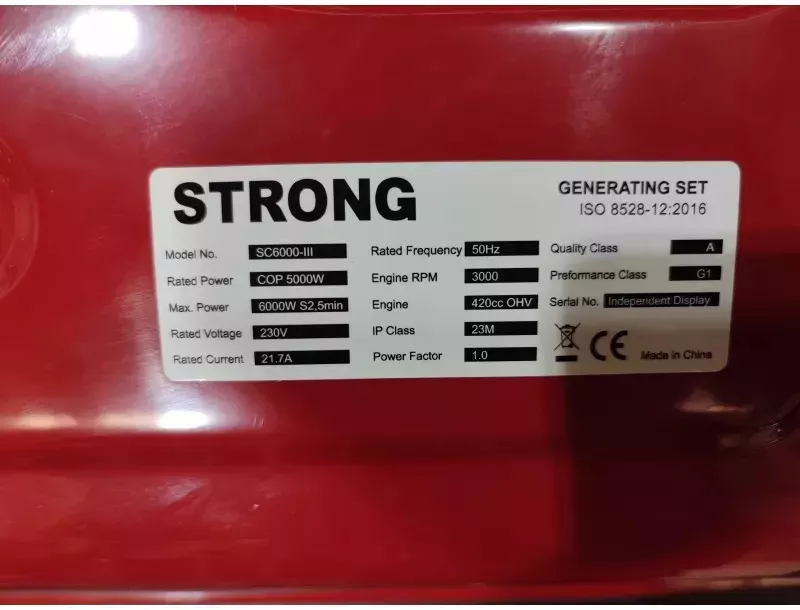 STRONG
GENERATING SET
ISO 8528-12:2016
Model No. SC6000-III
Rated Power COP 5000W
Max. Power 6000W S2,5min
Rated Voltage 230V
Rated Current 21.7A
Rated Frequency 50Hz
Engine RPM 3000
Engine 420cc OHV
IP Class 23M
Power Factor 1.0
Quality Class A
Preformance Class G1
Serial No. Independent Display
CE Made in China